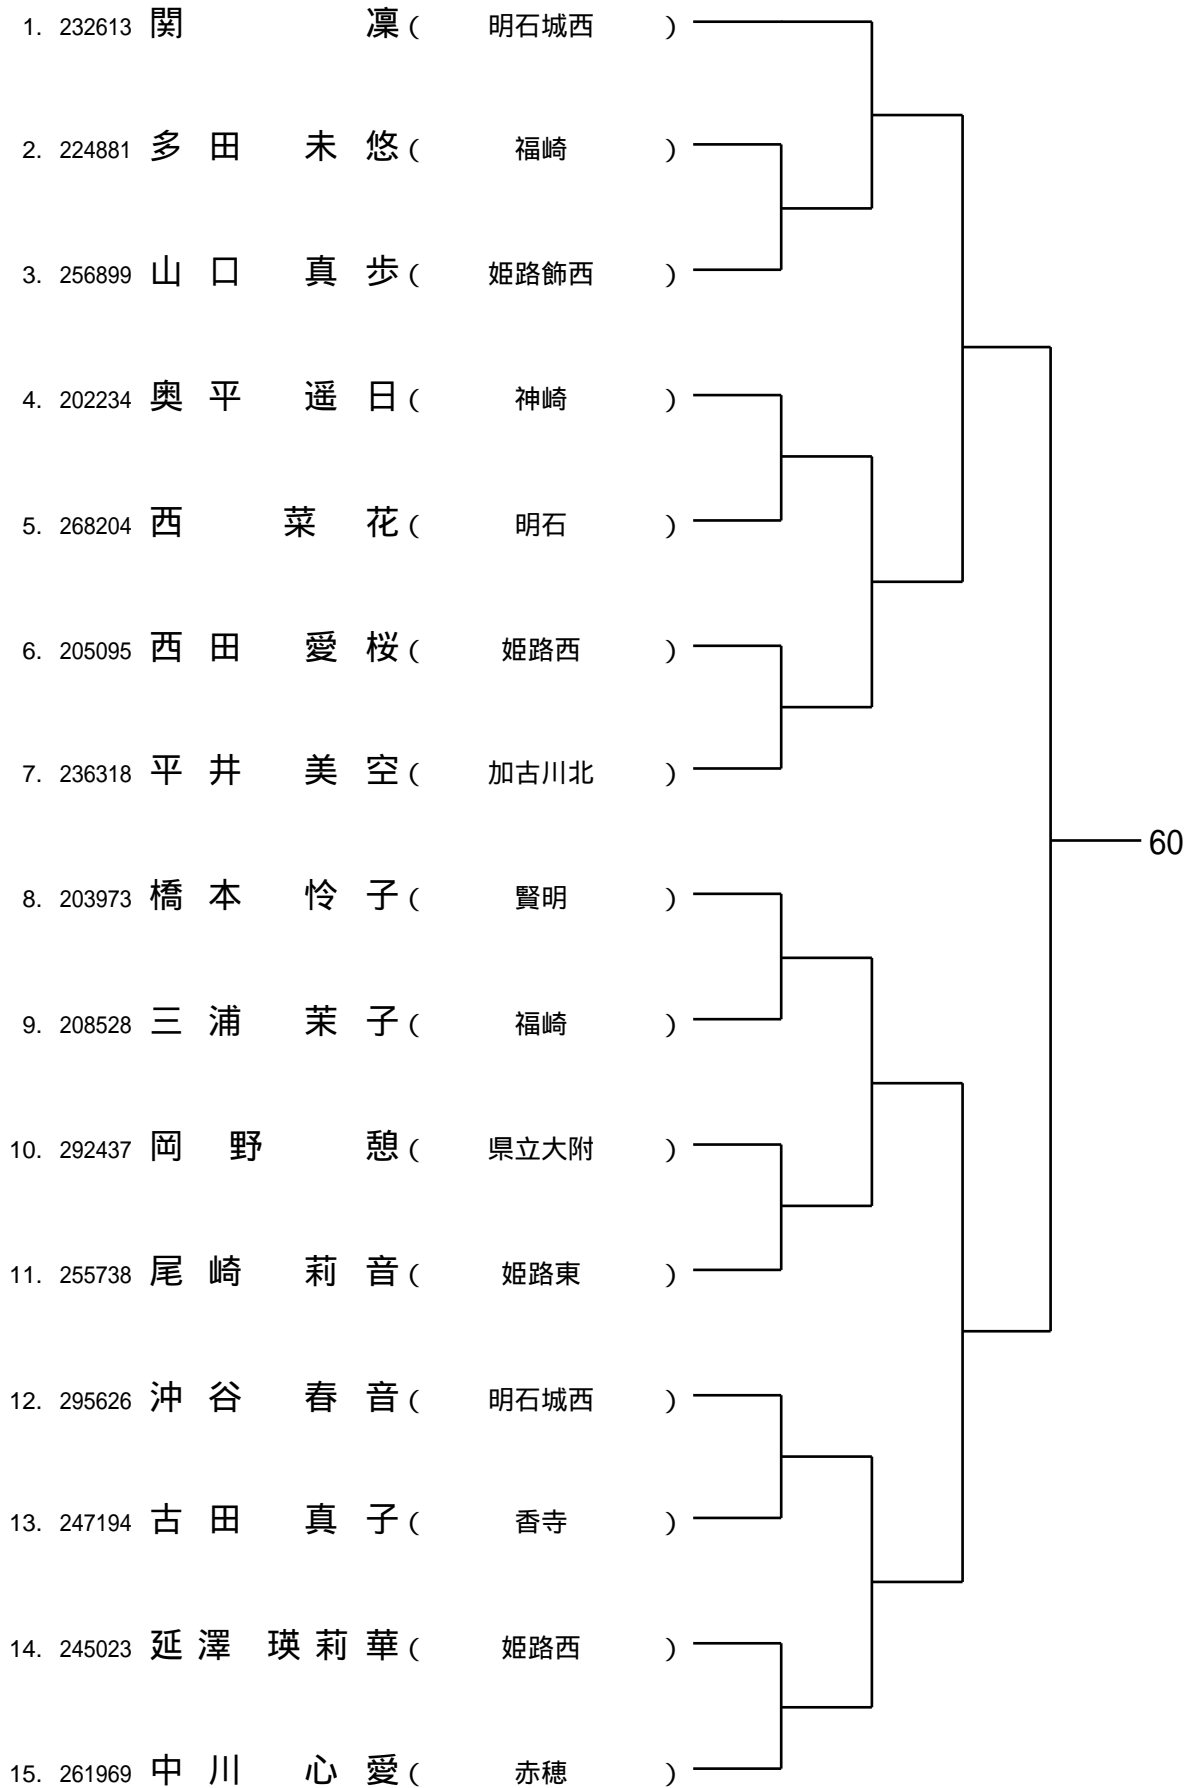 1. 232613 関 凜 ( 明石城西 )
2. 224881 多田 未悠 ( 福崎 )
3. 256899 山口 真歩 ( 姫路飾西 )
4. 202234 奥平 遥日 ( 神崎 )
5. 268204 西 菜花 ( 明石 )
6. 205095 西田 愛桜 ( 姫路西 )
7. 236318 平井 美空 ( 加古川北 )
60
8. 203973 橋本 怜子 ( 賢明 )
9. 208528 三浦 茉子 ( 福崎 )
10. 292437 岡野 憩 ( 県立大附 )
11. 255738 尾崎 莉音 ( 姫路東 )
12. 295626 沖谷 春音 ( 明石城西 )
13. 247194 古田 真子 ( 香寺 )
14. 245023 延澤 瑛莉華 ( 姫路西 )
15. 261969 中川 心愛 ( 赤穂 )